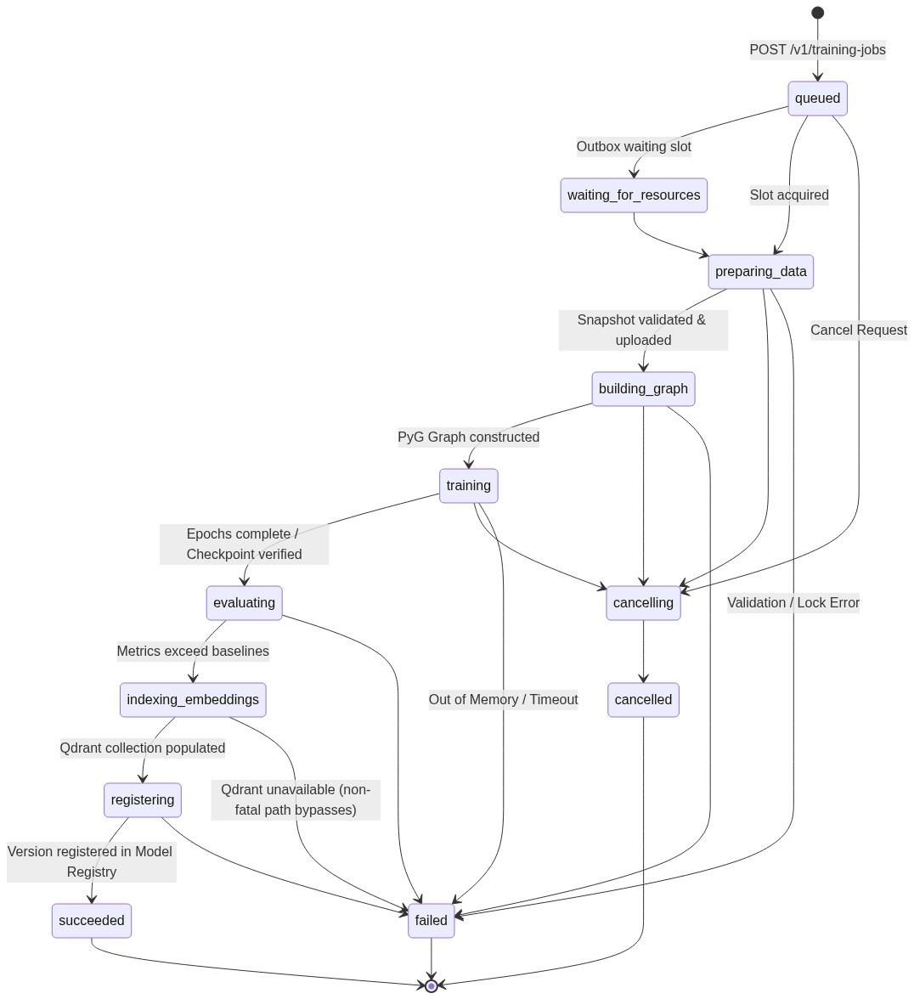 POST /v1/training-jobs
queued
Outbox waiting slot
waiting_for_resources
Slot acquired
preparing_data
Snapshot validated &
uploaded
Cancel Request
building_graph
PyG Graph constructed
training
Epochs complete /
Checkpoint verified
evaluating
cancelling
Validation / Lock Error
Metrics exceed baselines
indexing_embeddings
Out of Memory / Timeout
cancelled
Qdrant collection populated
registering
Qdrant unavailable (non-
fatal path bypasses)
Version registered in Model
Registry
succeeded
failed